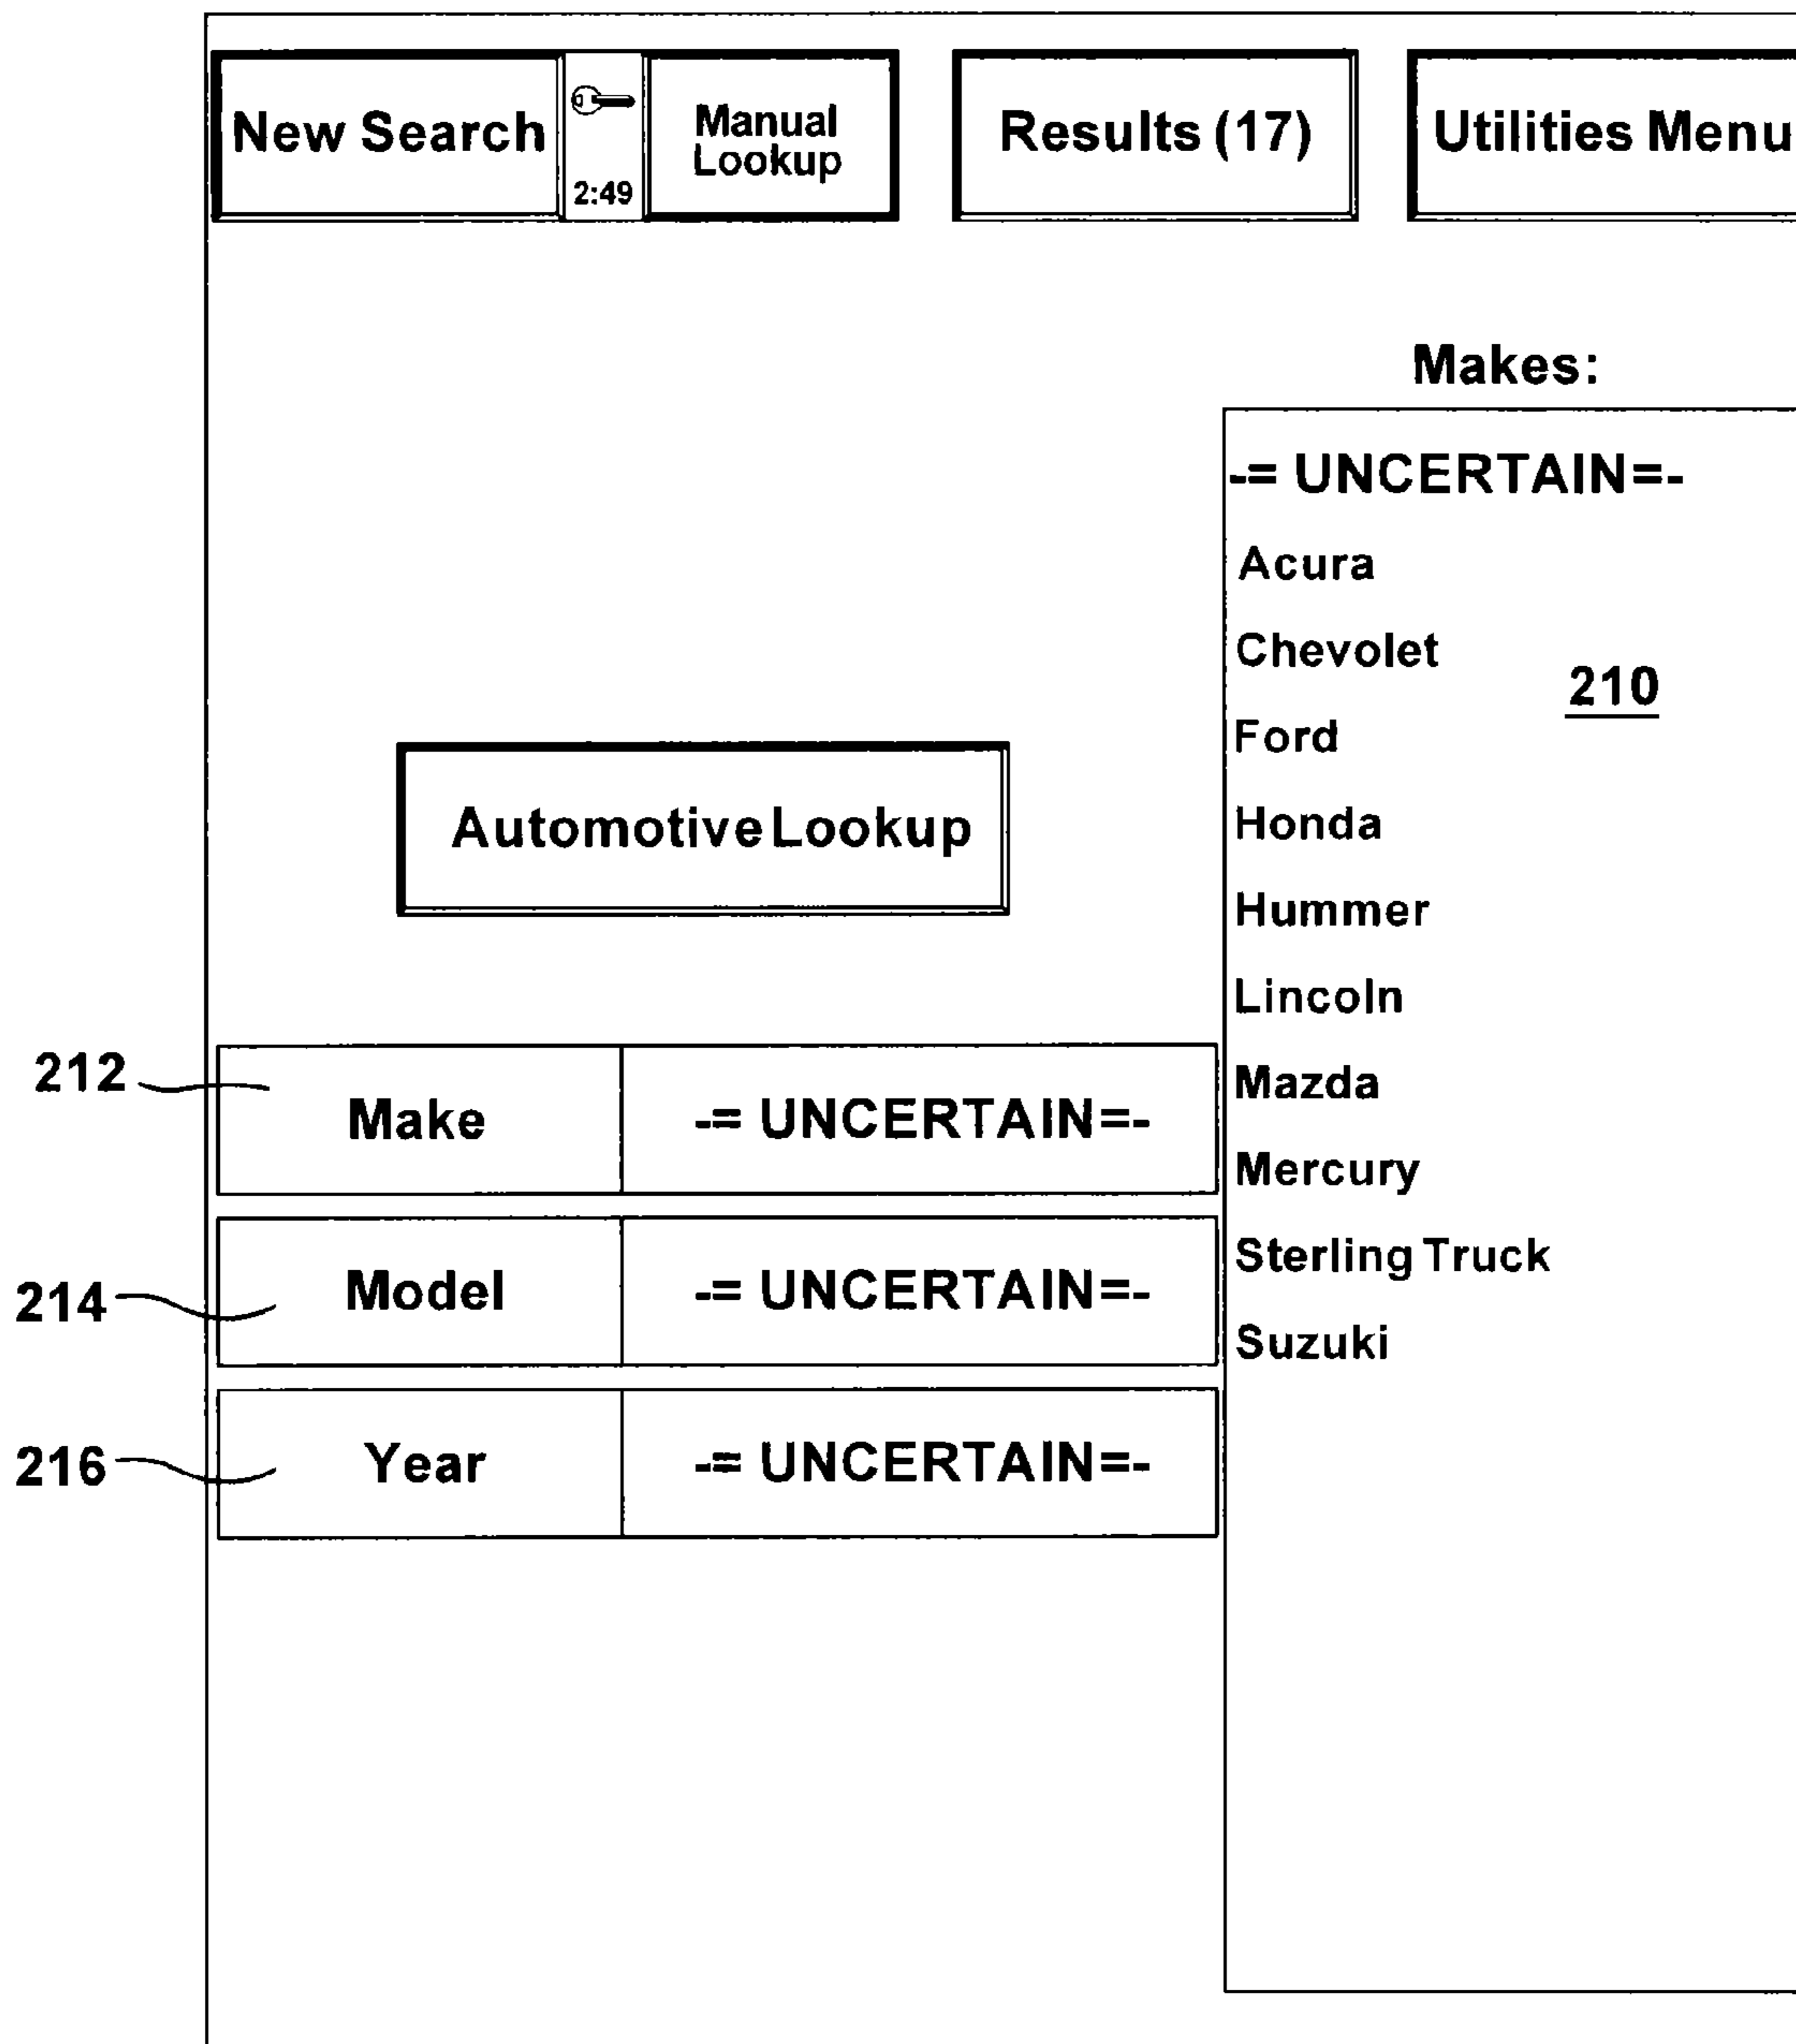 New Search
2:49
Manual
Lookup
Results (17)
Utilities Menu
Makes:
-= UNCERTAIN=-
Acura
Chevolet
210
Ford
Automotive Lookup
Honda
Hummer
Lincoln
212
Make -= UNCERTAIN=-
Mazda
Mercury
214
Model -= UNCERTAIN=-
Sterling Truck
Suzuki
216
Year -= UNCERTAIN=-